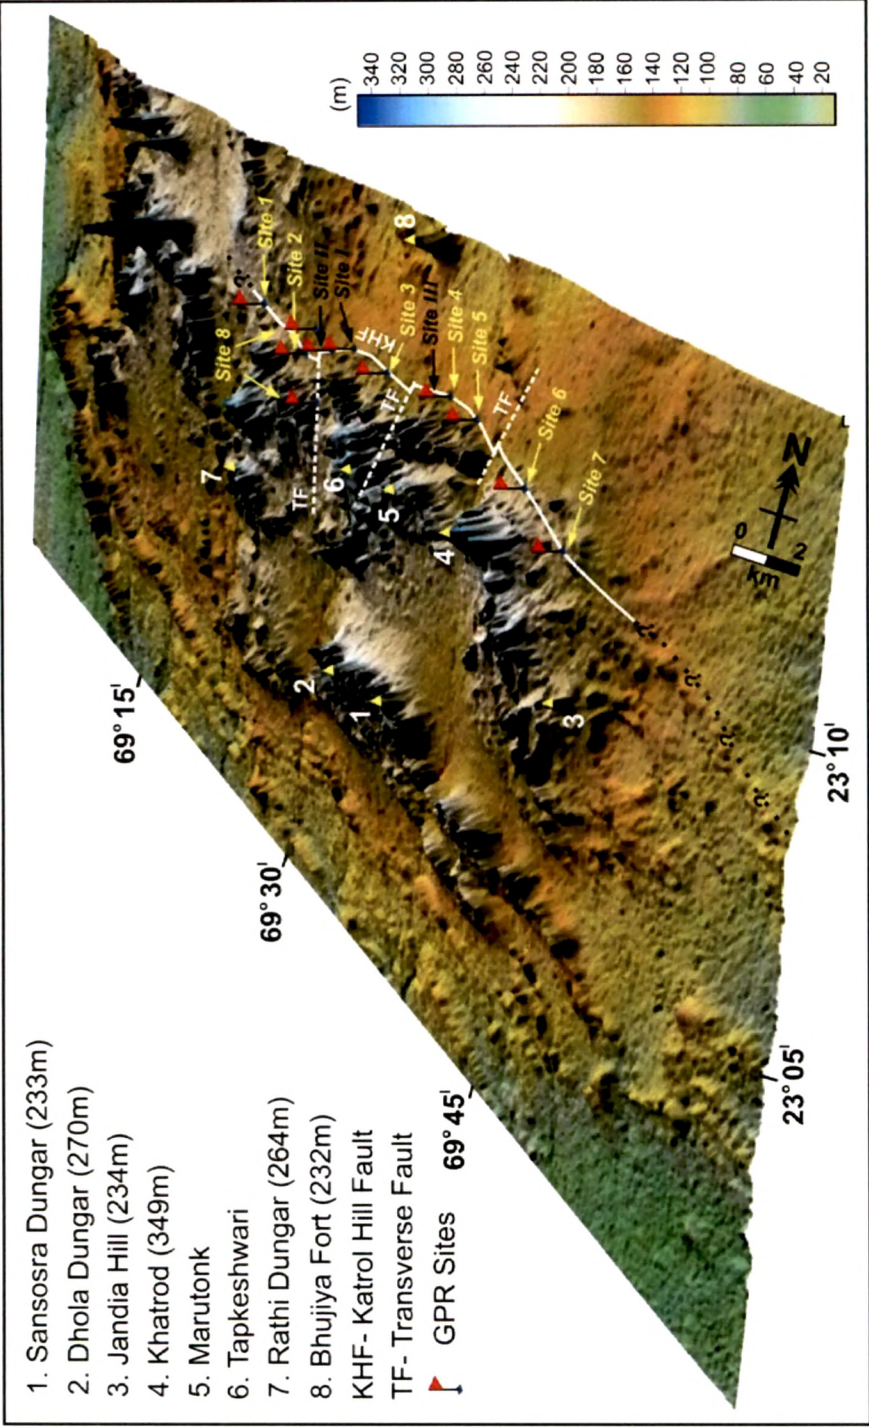 1. Sansosra Dungar (233m)
2. Dhola Dungar (270m)
3. Jandia Hill (234m)
4. Khatrod (349m)
5. Marutonk
6. Tapkeshwari
7. Rathi Dungar (264m)
8. Bhujiya Fort (232m)
KHF- Katrol Hill Fault
TF- Transverse Fault
GPR Sites
69°15'
69°30'
69°45'
23°05'
23°10'
(m)
340
320
300
280
260
240
220
200
180
160
140
120
100
80
60
40
20
Site 1
Site 2
Site II
Site I
Site 8
KHF
Site 3
Site III
Site 4
Site 5
Site 6
Site 7
TF
TF
TF
1
2
3
4
5
6
7
8
?
?
?
?
?
N
0
2
km